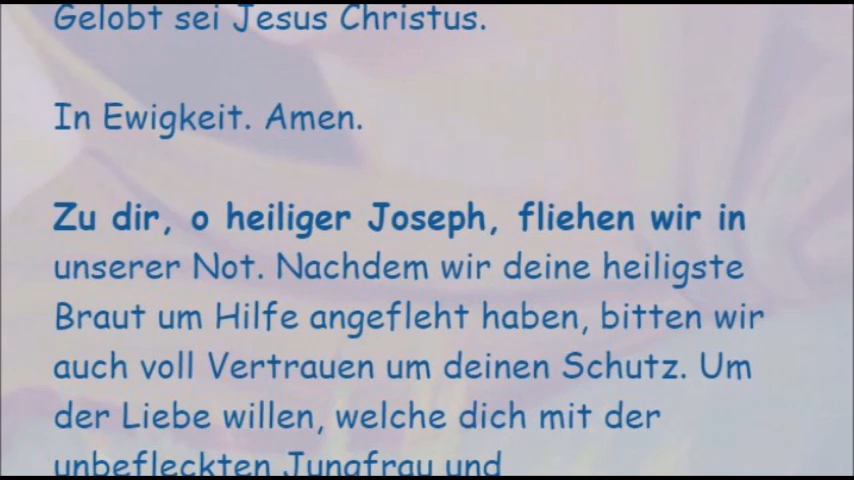 Gelobt sei Jesus Christus.
In Ewigkeit. Amen.
Zu dir, o heiliger Joseph, fliehen wir in
unserer Not. Nachdem wir deine heiligste
Braut um Hilfe angefleht haben, bitten wir
auch voll Vertrauen um deinen Schutz. Um
der Liebe willen, welche dich mit der
unbefleckten Jungfrau und